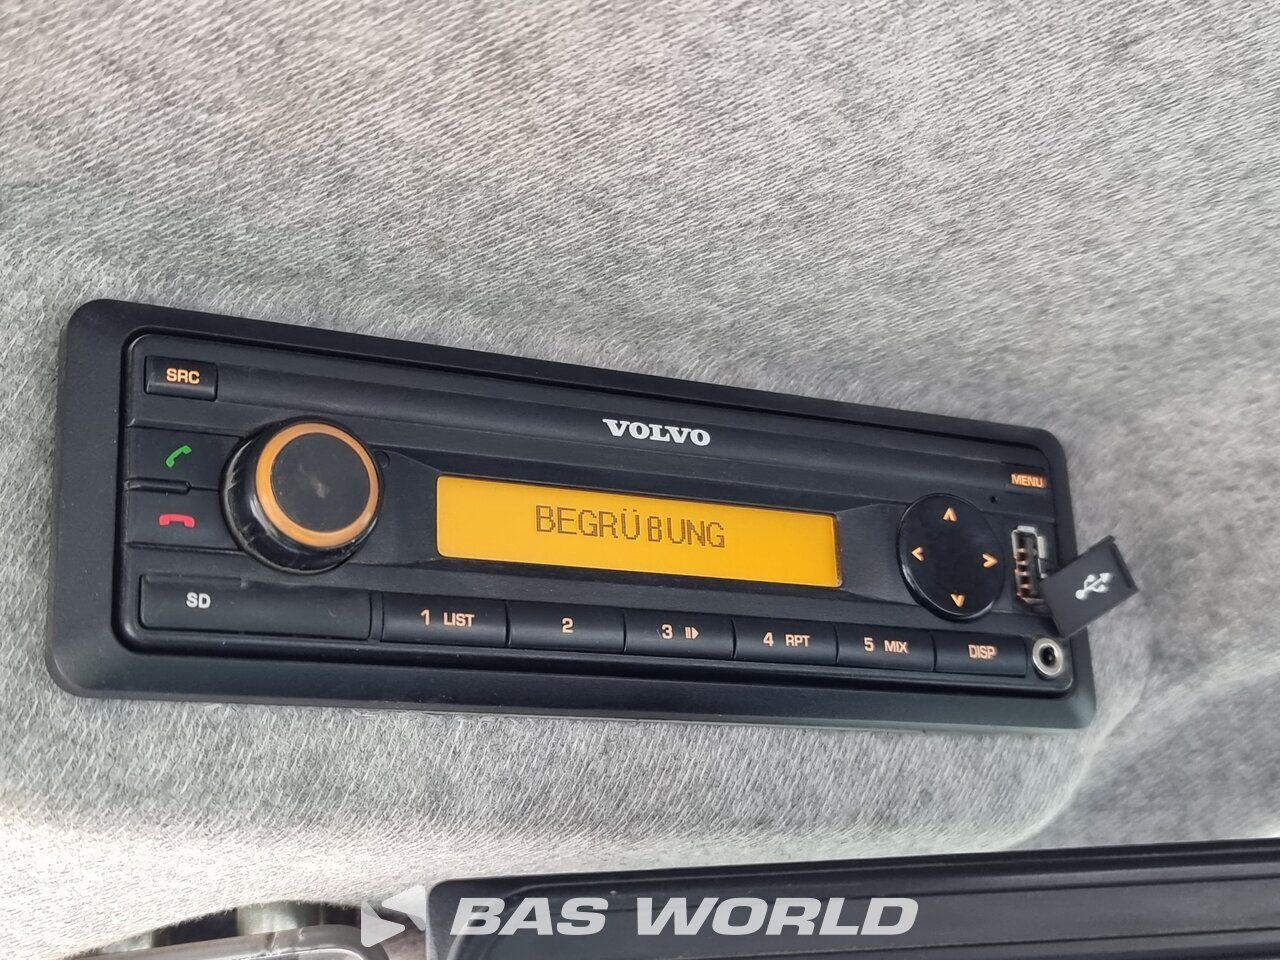 SRC
VOLVO
MENU
BEGRÜßUNG
SD
1 LIST
2
3
4 RPT
5 MIX
DISP
BAS WORLD